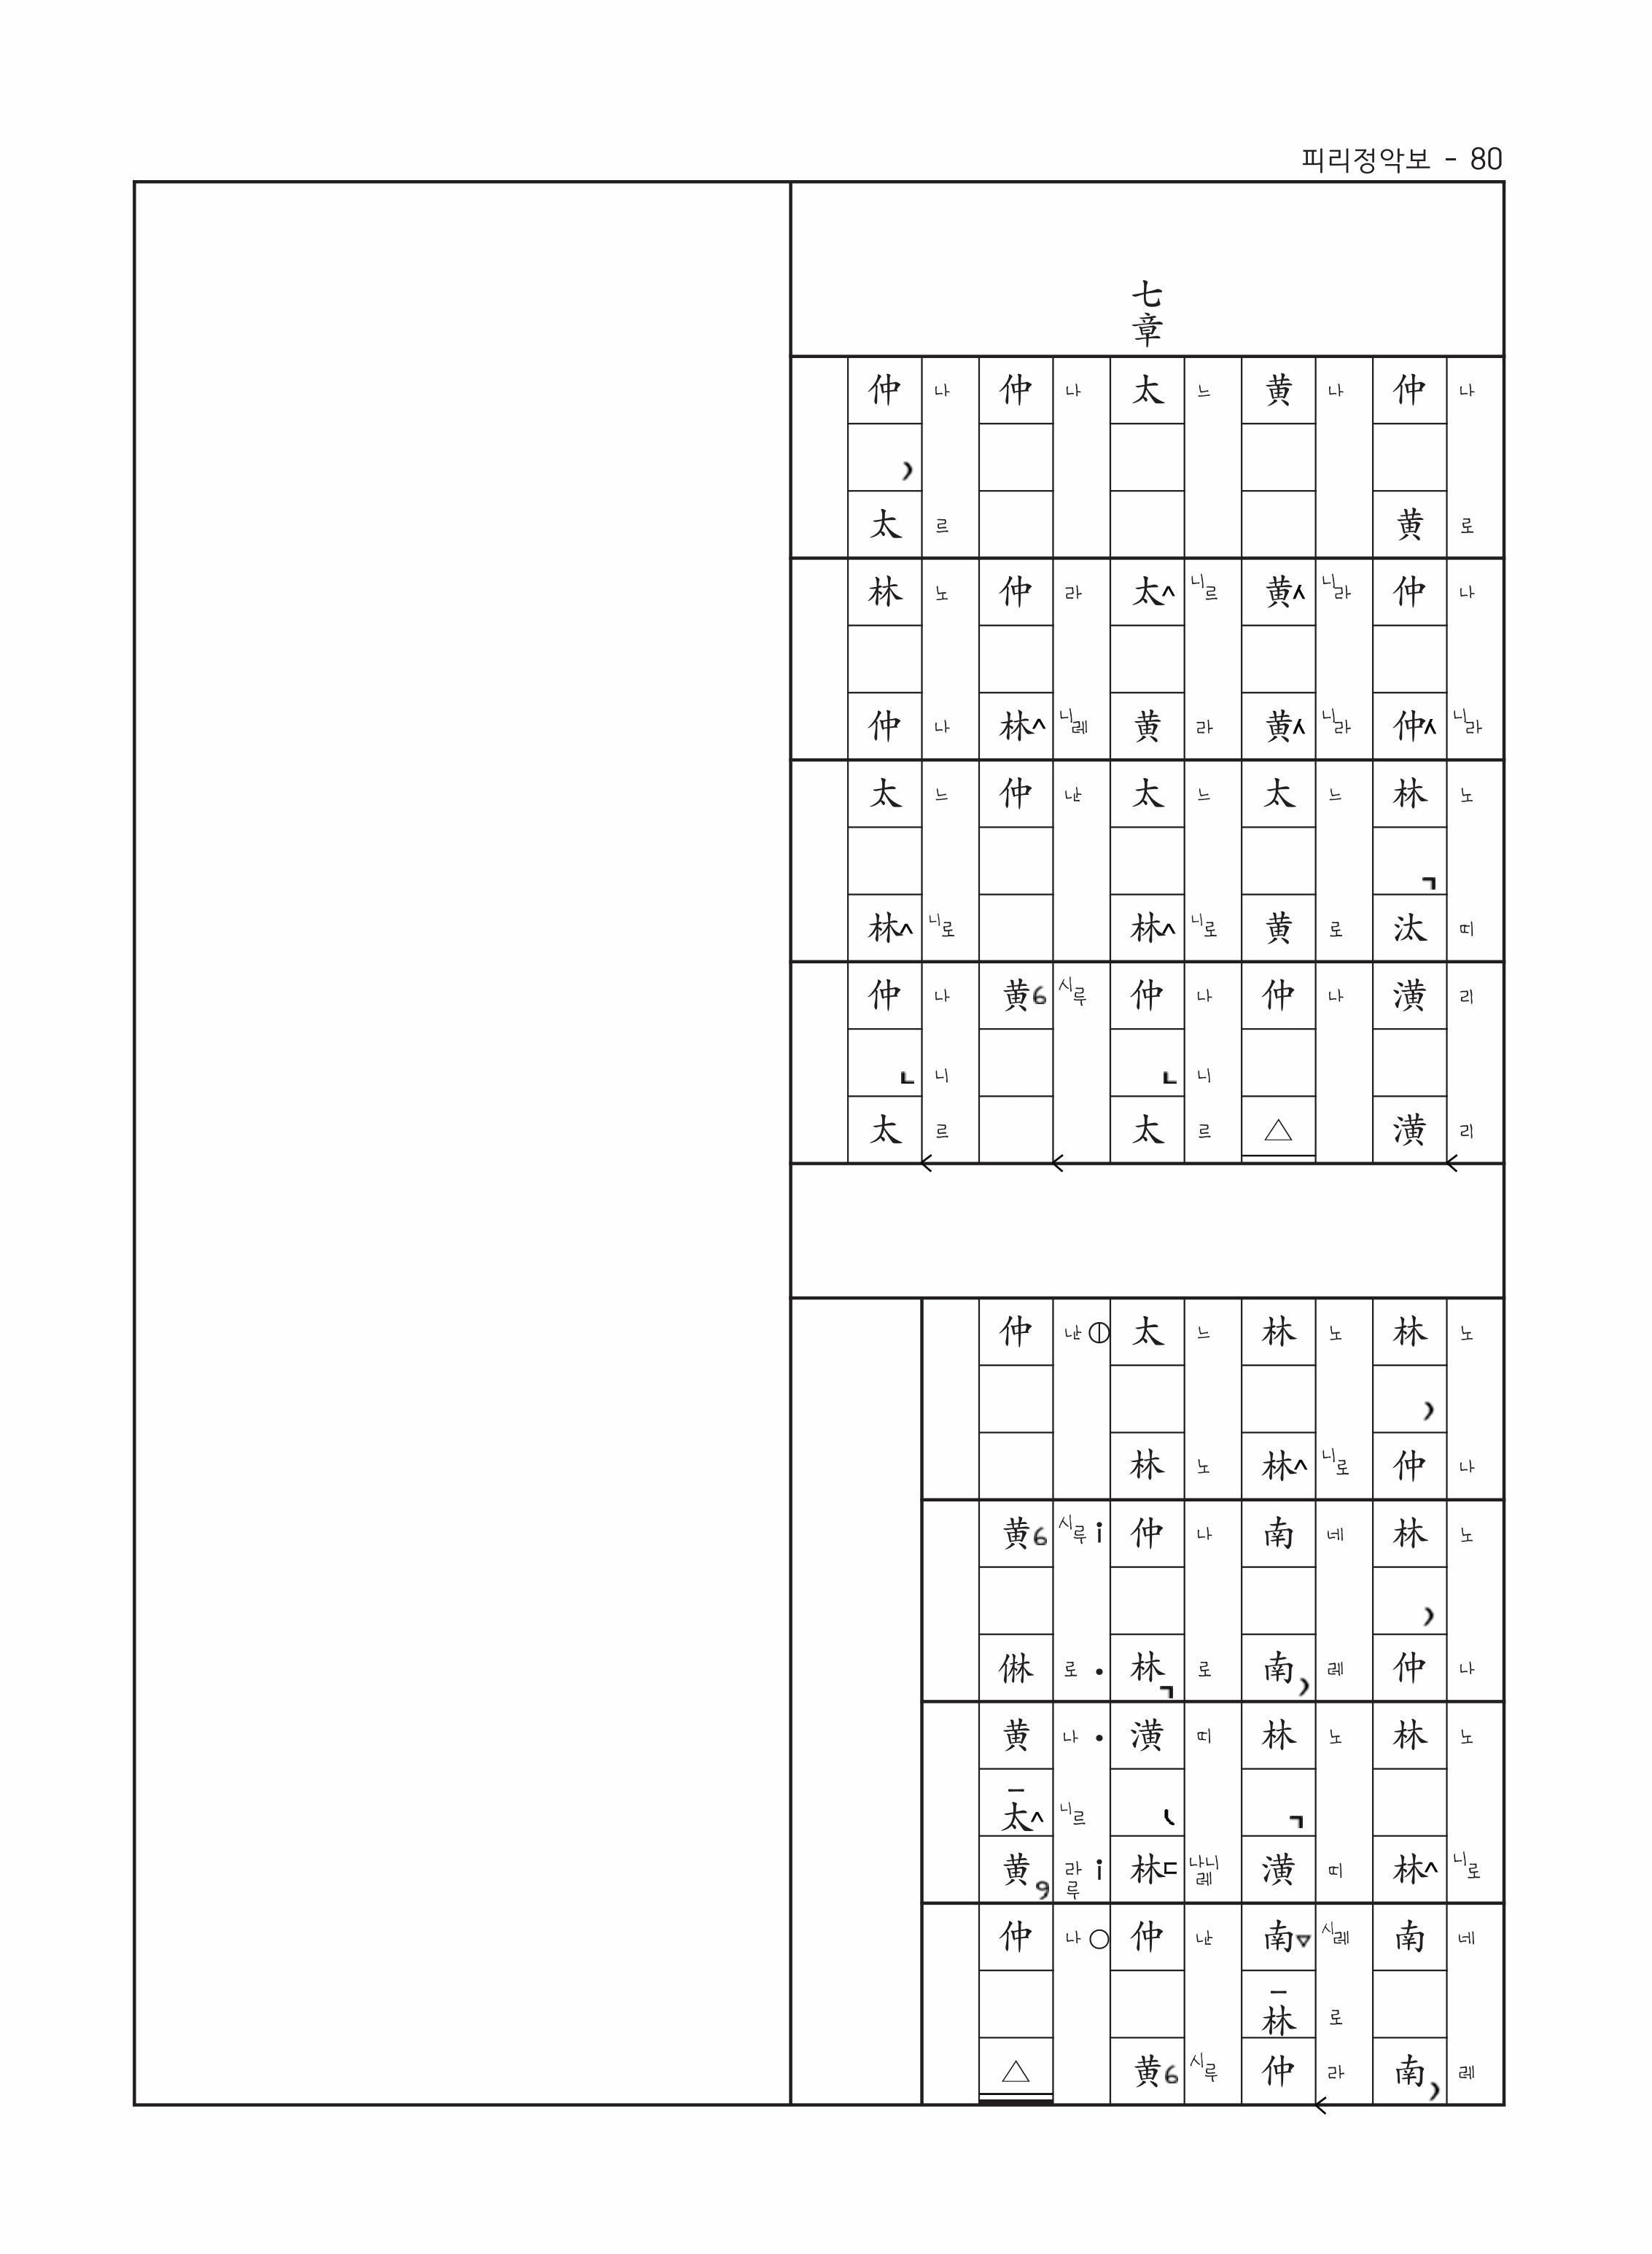 피리정악보 - 80
七章
나 로 나 니라 노 띠 리 리
仲 黄 仲 仲 林 汰 潢 潢
나 니라 니라 느 로 나
黄 黄 黄 太 黄 仲 △
느 니르 라 느 니로 나 니 르
太 太 黄 太 林 仲 太
나 라 니레 난 시루
仲 仲 林 仲 黄6
나 르 노 나 느 니로 나 니 르
仲 太 林 仲 太 林 仲 太
노 나 노 나 노 니로 네 레
林 仲 林 仲 林 林 南 南
노 니로 네 레 노 띠 시레 로 라
林 林 南 南 林 潢 南 林 仲
느 노 나 로 띠 나니레 난 시루
太 林 仲 林 潢 林 仲 黄6
난 시루 로 나 니르 라루 나
仲 黄6 㑣 黄 太 黄9 仲 △